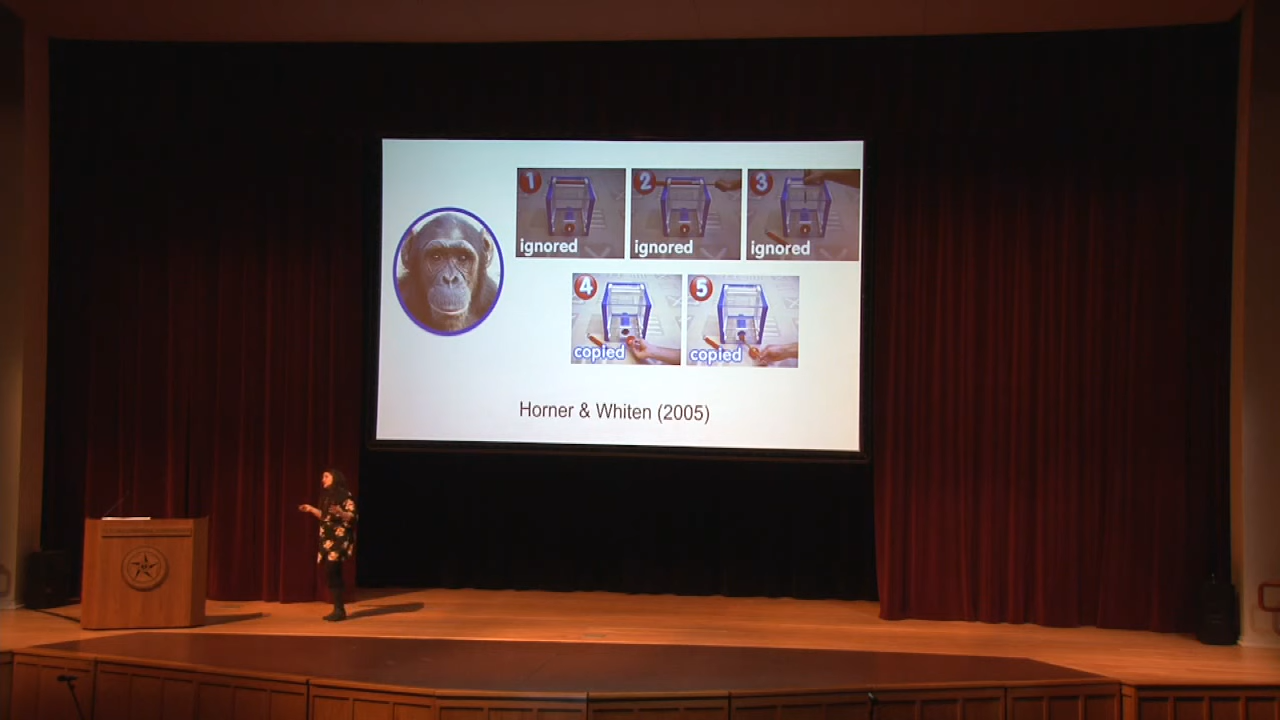 1
ignored
2
ignored
3
ignored
4
copied
5
copied
Horner & Whiten (2005)